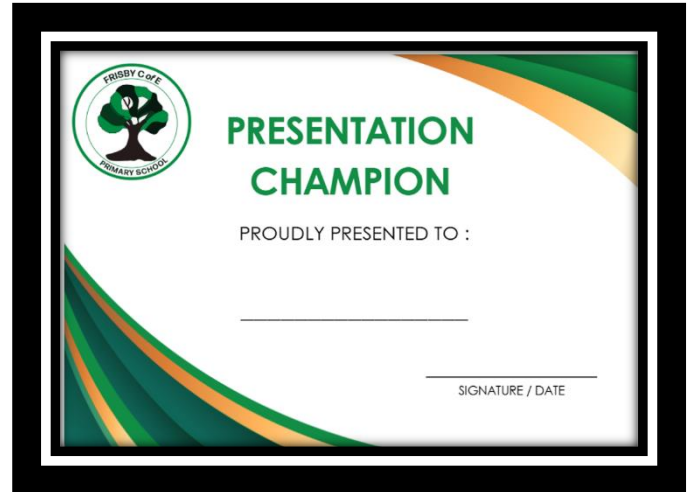 FRISBY C of E
PRIMARY SCHOOL
PRESENTATION
CHAMPION
PROUDLY PRESENTED TO :
SIGNATURE / DATE